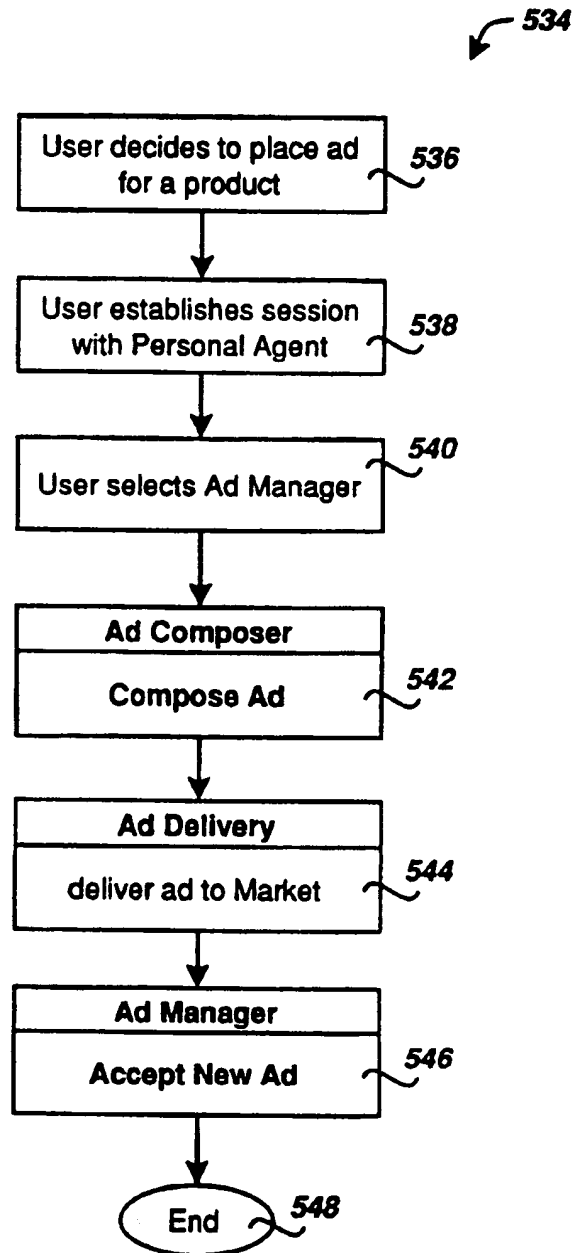 534
User decides to place ad
for a product
536
User establishes session
with Personal Agent
538
User selects Ad Manager
540
Ad Composer
Compose Ad
542
Ad Delivery
deliver ad to Market
544
Ad Manager
Accept New Ad
546
End
548